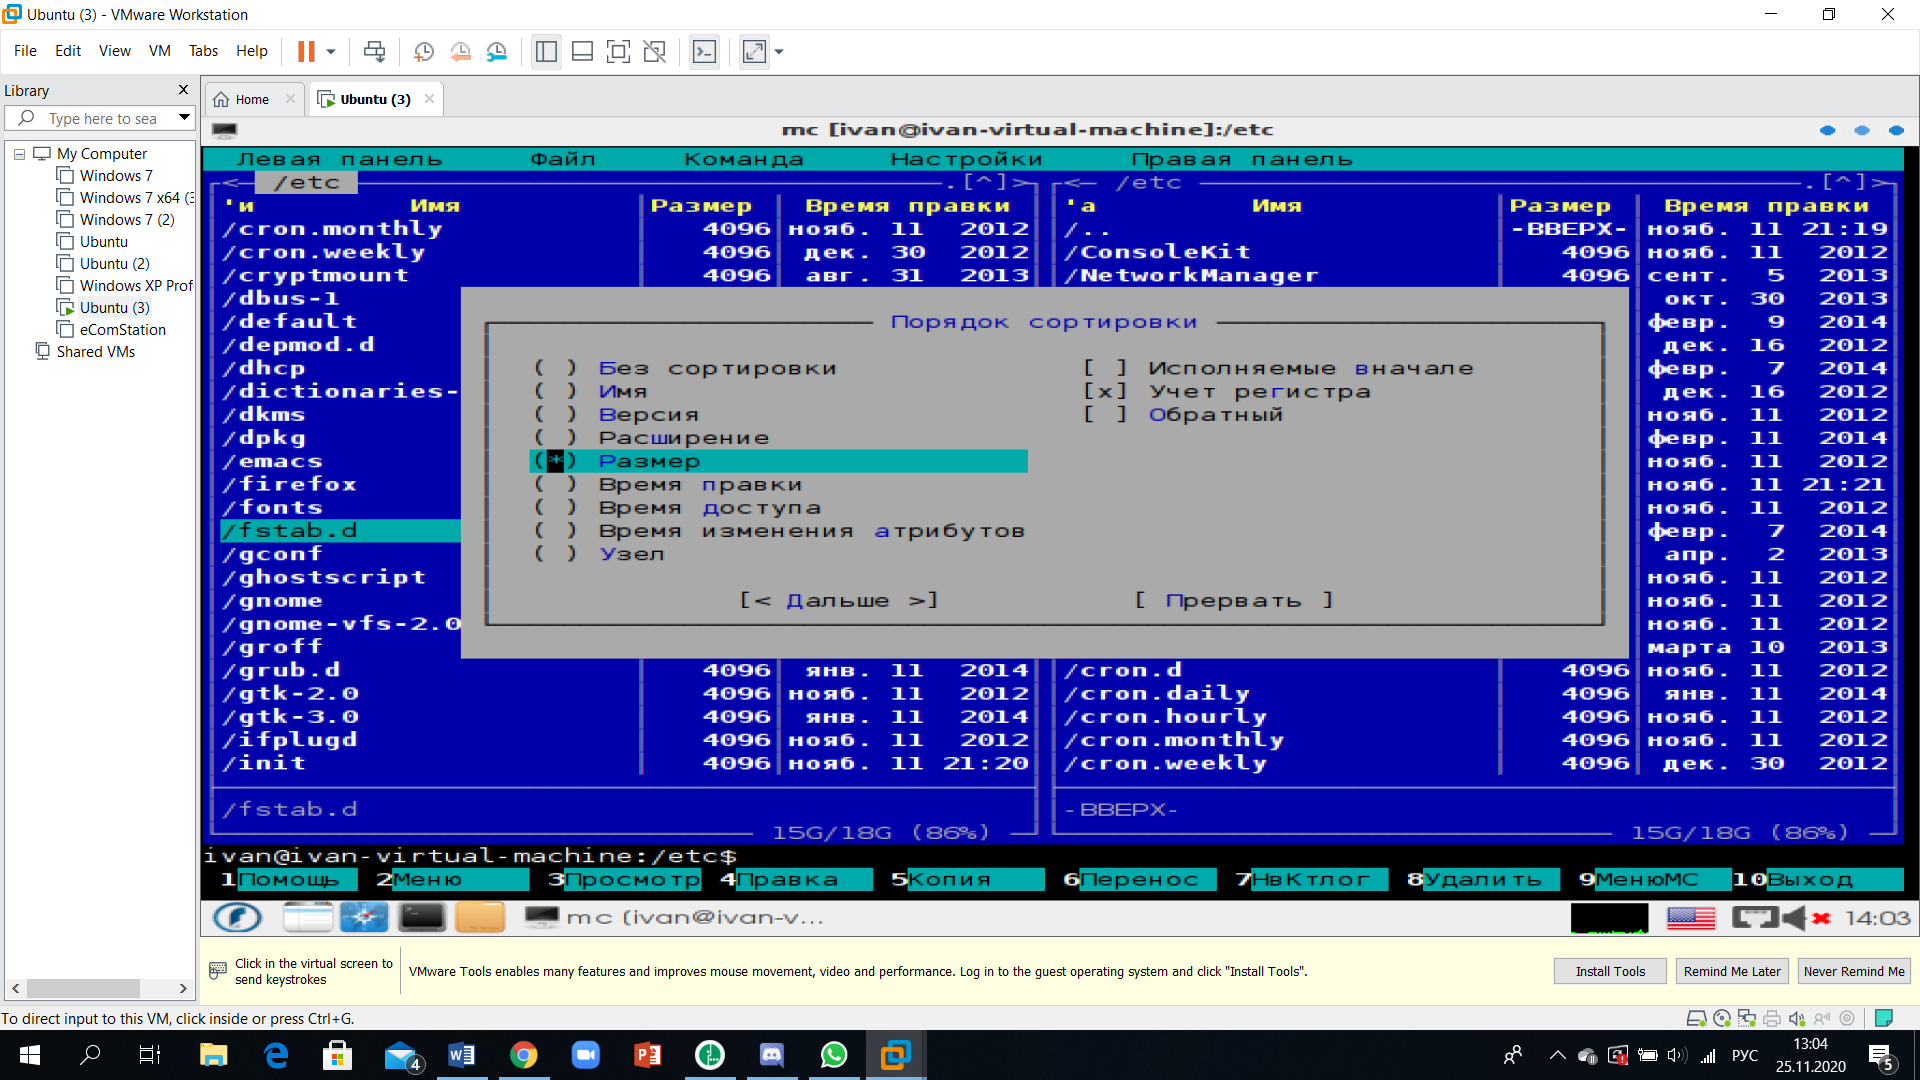 Ubuntu (3) - VMware Workstation
File Edit View VM Tabs Help
Library
Type here to sea
My Computer
Windows 7
Windows 7 x64 (3
Windows 7 (2)
Ubuntu
Ubuntu (2)
Windows XP Prof
Ubuntu (3)
eComStation
Shared VMs
Home
Ubuntu (3)
mc [ivan@ivan-virtual-machine]:/etc
Левая панель Файл Команда Настройки Правая панель
<— /etc .[^]>
'и Имя Размер Время правки
/cron.monthly 4096 нояб. 11 2012
/cron.weekly 4096 дек. 30 2012
/cryptmount 4096 авг. 31 2013
/dbus-1
/default
/depmod.d
/dhcp
/dictionaries-
/dkms
/dpkg
/emacs
/firefox
/fonts
/fstab.d
/gconf
/ghostscript
/gnome
/gnome-vfs-2.0
/groff
/grub.d 4096 янв. 11 2014
/gtk-2.0 4096 нояб. 11 2012
/gtk-3.0 4096 янв. 11 2014
/ifplugd 4096 нояб. 11 2012
/init 4096 нояб. 11 21:20
/fstab.d
15G/18G (86%)
<— /etc .[^]>
'а Имя Размер Время правки
/.. -ВВЕРХ- нояб. 11 21:19
/ConsoleKit 4096 нояб. 11 2012
/NetworkManager 4096 сент. 5 2013
окт. 30 2013
февр. 9 2014
дек. 16 2012
февр. 7 2014
дек. 16 2012
нояб. 11 2012
февр. 11 2013
нояб. 11 2012
нояб. 11 21:21
нояб. 11 2012
февр. 7 2014
апр. 2 2013
нояб. 11 2012
нояб. 11 2012
нояб. 11 2012
марта 10 2013
/cron.d 4096 нояб. 11 2012
/cron.daily 4096 янв. 11 2014
/cron.hourly 4096 нояб. 11 2012
/cron.monthly 4096 нояб. 11 2012
/cron.weekly 4096 дек. 30 2012
-ВВЕРХ-
15G/18G (86%)
Порядок сортировки
( ) Без сортировки
( ) Имя
( ) Версия
( ) Расширение
(*) Размер
( ) Время правки
( ) Время доступа
( ) Время изменения атрибутов
( ) Узел
[ ] Исполняемые вначале
[x] Учет регистра
[ ] Обратный
[< Дальше >] [ Прервать ]
ivan@ivan-virtual-machine:/etc$
1Помощь 2Меню 3Просмотр 4Правка 5Копия 6Перенос 7НвКтлог 8Удалить 9МенюМС 10Выход
mc (ivan@ivan-v...
14:03
Click in the virtual screen to
send keystrokes
VMware Tools enables many features and improves mouse movement, video and performance. Log in to the guest operating system and click "Install Tools".
Install Tools
Remind Me Later
Never Remind Me
To direct input to this VM, click inside or press Ctrl+G.
4
РУС
13:04
25.11.2020
5